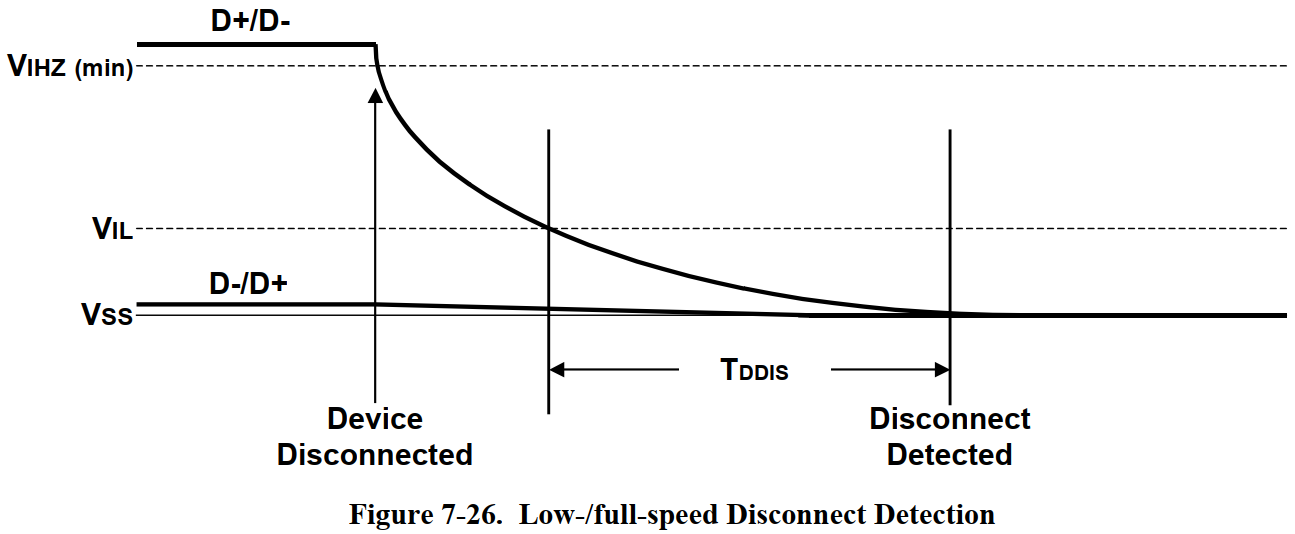 D+/D-
VIHZ (min)
VIL
D-/D+
VSS
TDDIS
Device
Disconnected
Disconnect
Detected
Figure 7-26. Low-/full-speed Disconnect Detection